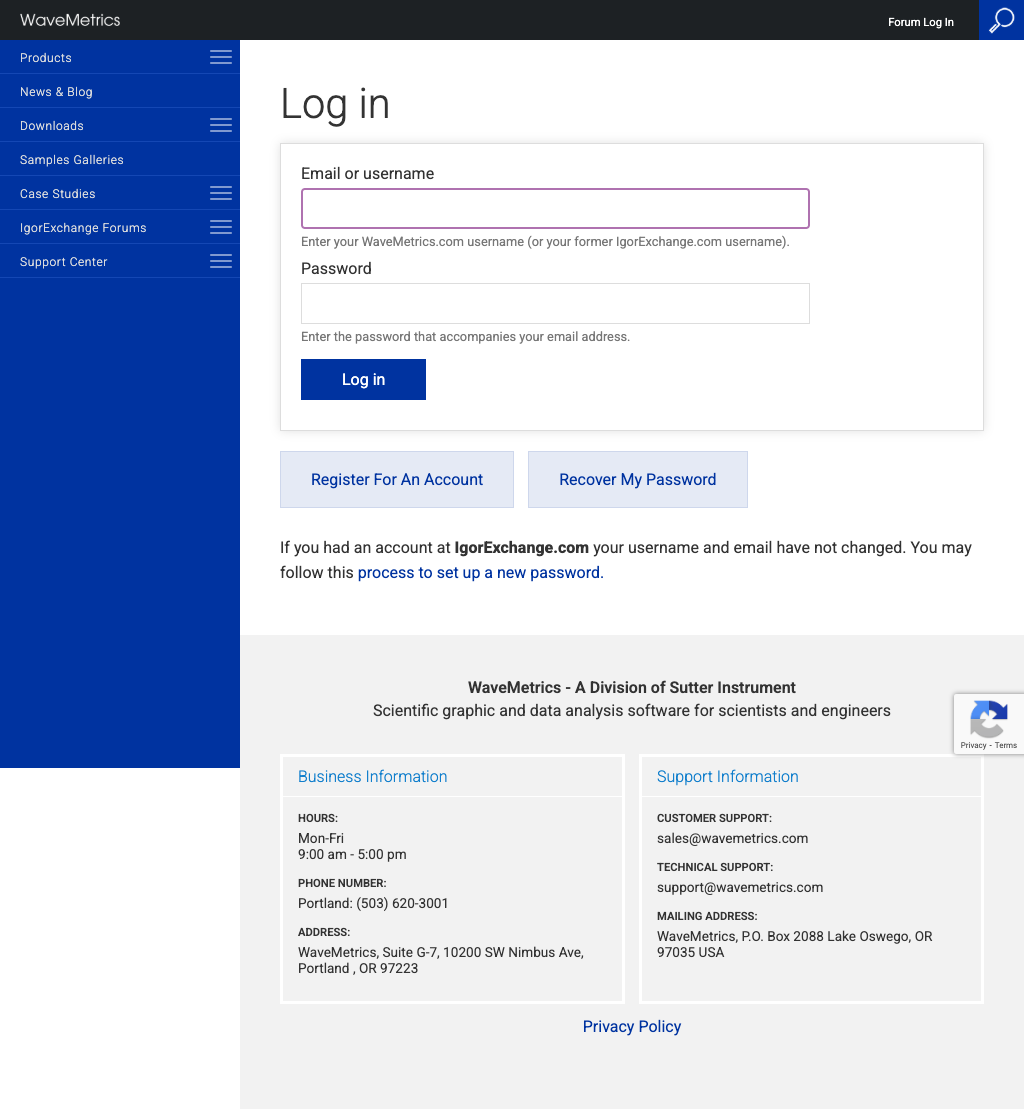 WaveMetrics
Forum Log In
Products
News & Blog
Downloads
Samples Galleries
Case Studies
IgorExchange Forums
Support Center
Log in
Email or username
Enter your WaveMetrics.com username (or your former IgorExchange.com username).
Password
Enter the password that accompanies your email address.
Log in
Register For An Account
Recover My Password
If you had an account at IgorExchange.com your username and email have not changed. You may
follow this process to set up a new password.
WaveMetrics - A Division of Sutter Instrument
Scientific graphic and data analysis software for scientists and engineers
Privacy - Terms
Business Information
HOURS:
Mon-Fri
9:00 am - 5:00 pm
PHONE NUMBER:
Portland: (503) 620-3001
ADDRESS:
WaveMetrics, Suite G-7, 10200 SW Nimbus Ave,
Portland , OR 97223
Support Information
CUSTOMER SUPPORT:
sales@wavemetrics.com
TECHNICAL SUPPORT:
support@wavemetrics.com
MAILING ADDRESS:
WaveMetrics, P.O. Box 2088 Lake Oswego, OR
97035 USA
Privacy Policy